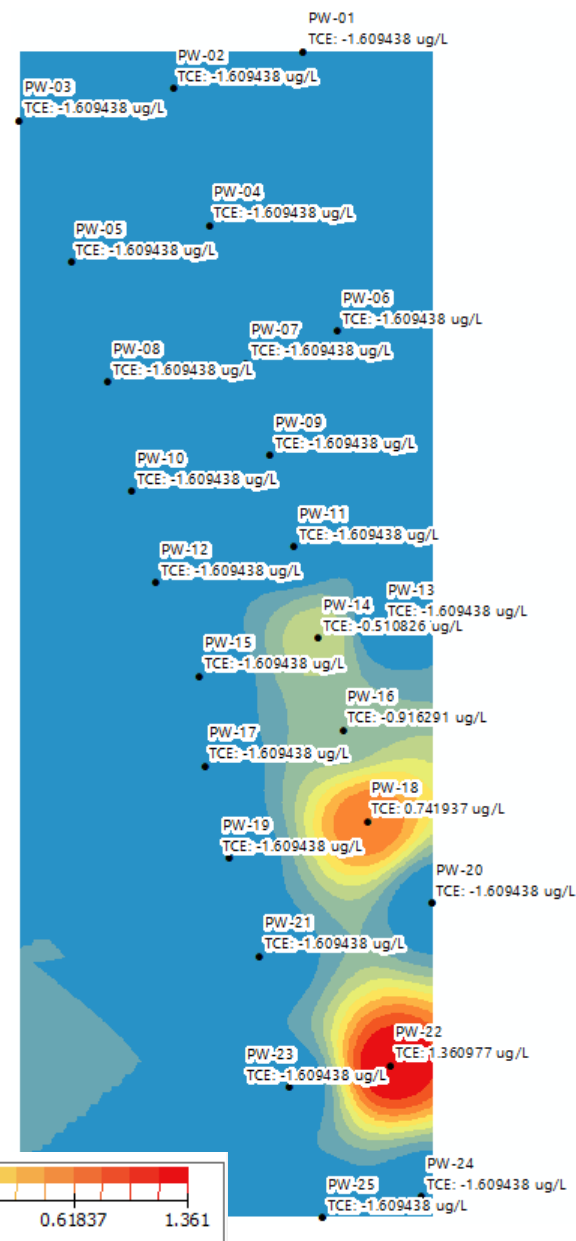 PW-01
TCE: -1.609438 ug/L
PW-02
TCE: -1.609438 ug/L
PW-03
TCE: -1.609438 ug/L
PW-04
TCE: -1.609438 ug/L
PW-05
TCE: -1.609438 ug/L
PW-06
TCE: -1.609438 ug/L
PW-07
TCE: -1.609438 ug/L
PW-08
TCE: -1.609438 ug/L
PW-09
TCE: -1.609438 ug/L
PW-10
TCE: -1.609438 ug/L
PW-11
TCE: -1.609438 ug/L
PW-12
TCE: -1.609438 ug/L
PW-13
TCE: -1.609438 ug/L
PW-14
TCE: -0.510826 ug/L
PW-15
TCE: -1.609438 ug/L
PW-16
TCE: -0.916291 ug/L
PW-17
TCE: -1.609438 ug/L
PW-18
TCE: 0.741937 ug/L
PW-19
TCE: -1.609438 ug/L
PW-20
TCE: -1.609438 ug/L
PW-21
TCE: -1.609438 ug/L
PW-22
TCE: 1.360977 ug/L
PW-23
TCE: -1.609438 ug/L
PW-24
TCE: -1.609438 ug/L
PW-25
TCE: -1.609438 ug/L
0.61837 1.361